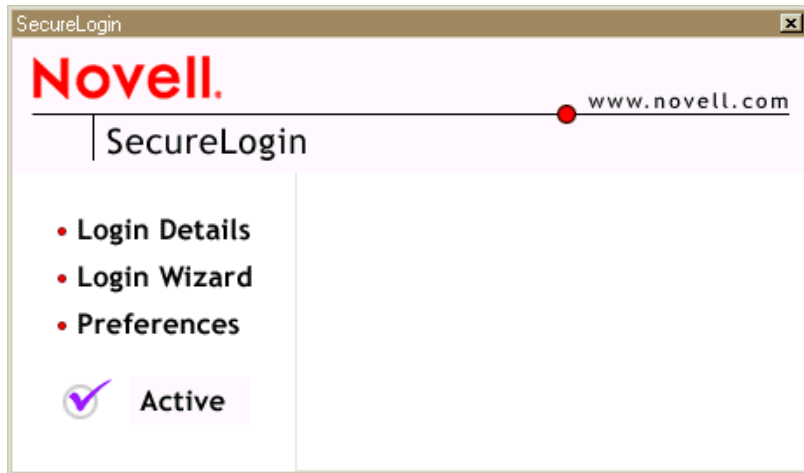 SecureLogin
Novell.
www.novell.com
SecureLogin
Login Details
Login Wizard
Preferences
Active